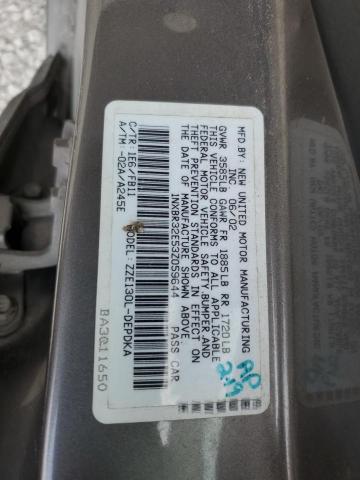 MFD.BY: NEW UNITED MOTOR MANUFACTURING
INC 06/02
GVWR 3585LB GAWR FR 1885LB RR 1720LB
THIS VEHICLE CONFORMS TO ALL APPLICABLE
FEDERAL MOTOR VEHICLE SAFETY,BUMPER,AND
THEFT PREVENTION STANDARDS IN EFFECT ON
THE DATE OF MANUFACTURE SHOWN ABOVE.
1NXBR32E53Z059644 PASS CAR
C/TR: 1E6/FB11
A/TM: -02A/A245E
MODEL: ZZE130L-DEPDKA
BA3Q11650